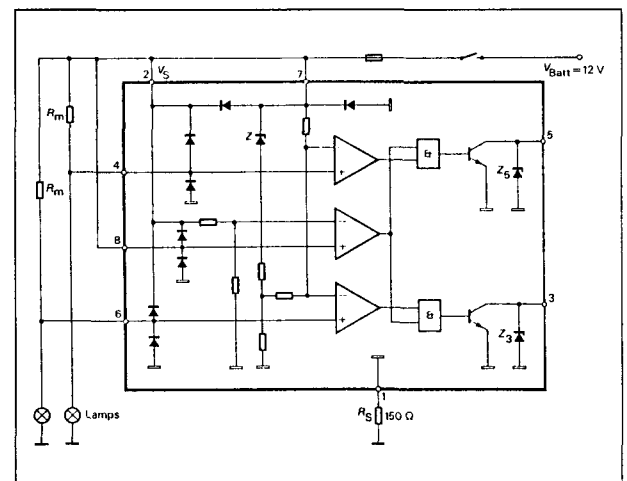 2 V_S 7 V_Batt = 12 V
R_m
5
Z
&
4
Z_5
R_m
8
3
&
6
Z_3
1
Lamps R_S 150 Ω
− + − + − +